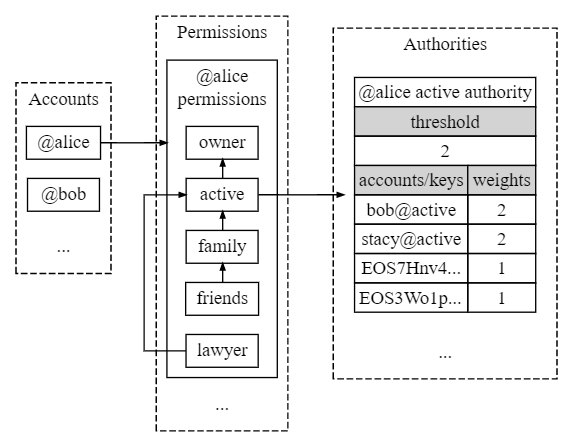 Accounts
@alice
@bob
...
Permissions
@alice
permissions
owner
active
family
friends
lawyer
...
Authorities
@alice active authority
threshold
2
accounts/keys weights
bob@active 2
stacy@active 2
EOS7Hnv4... 1
EOS3Wo1p... 1
...